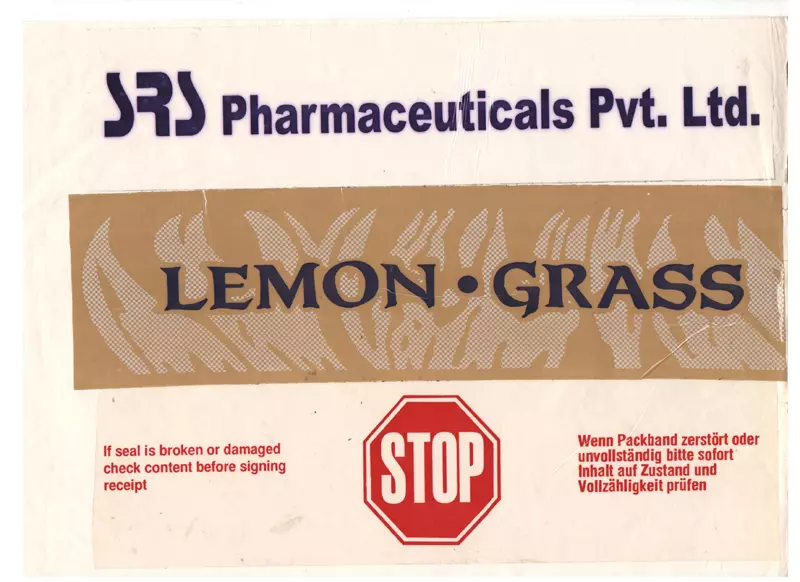 SRS Pharmaceuticals Pvt. Ltd.
LEMON • GRASS
If seal is broken or damaged
check content before signing
receipt
STOP
Wenn Packband zerstört oder
unvollständig bitte sofort
Inhalt auf Zustand und
Vollzähligkeit prüfen